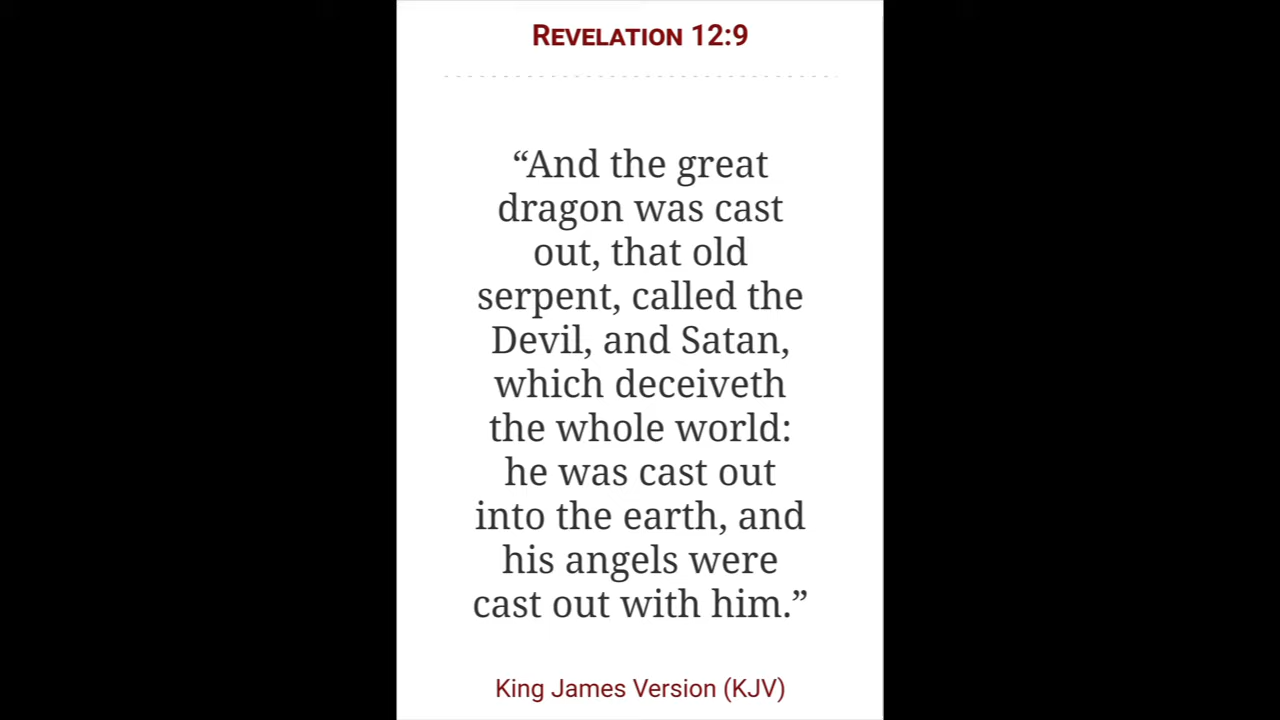 Revelation 12:9
“And the great
dragon was cast
out, that old
serpent, called the
Devil, and Satan,
which deceiveth
the whole world:
he was cast out
into the earth, and
his angels were
cast out with him.”
King James Version (KJV)